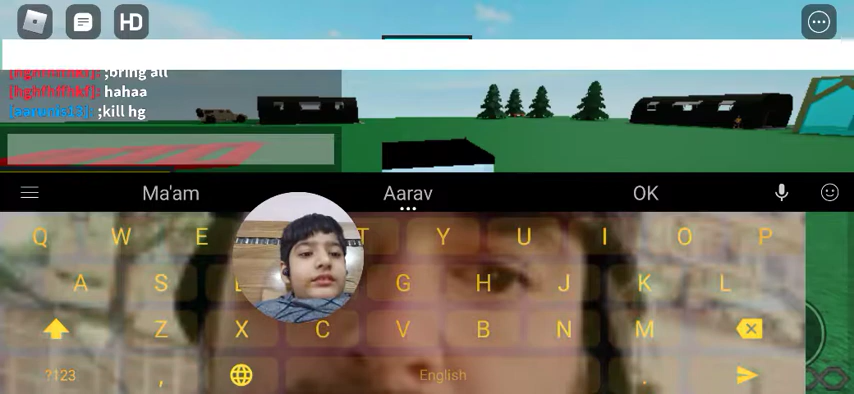 HD
;bring all
hahaa
;kill hg
Ma'am Aarav OK
Q W E T Y U I O P
A S G H J K L
Z X C V B N M
?123 , English .